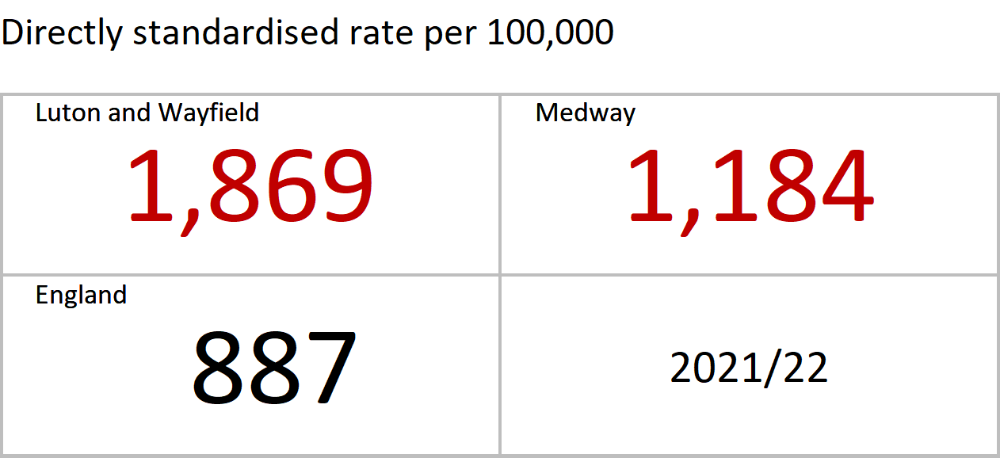 Directly standardised rate per 100,000
Luton and Wayfield
1,869
Medway
1,184
England
887
2021/22